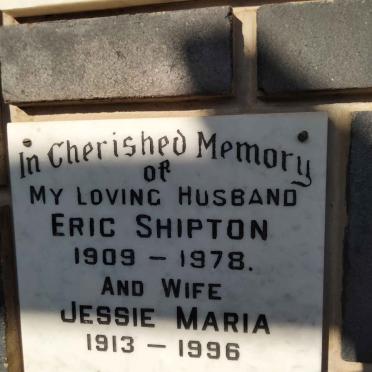 In Cherished Memory
of
My Loving Husband
Eric Shipton
1909 – 1978.
And Wife
Jessie Maria
1913 – 1996